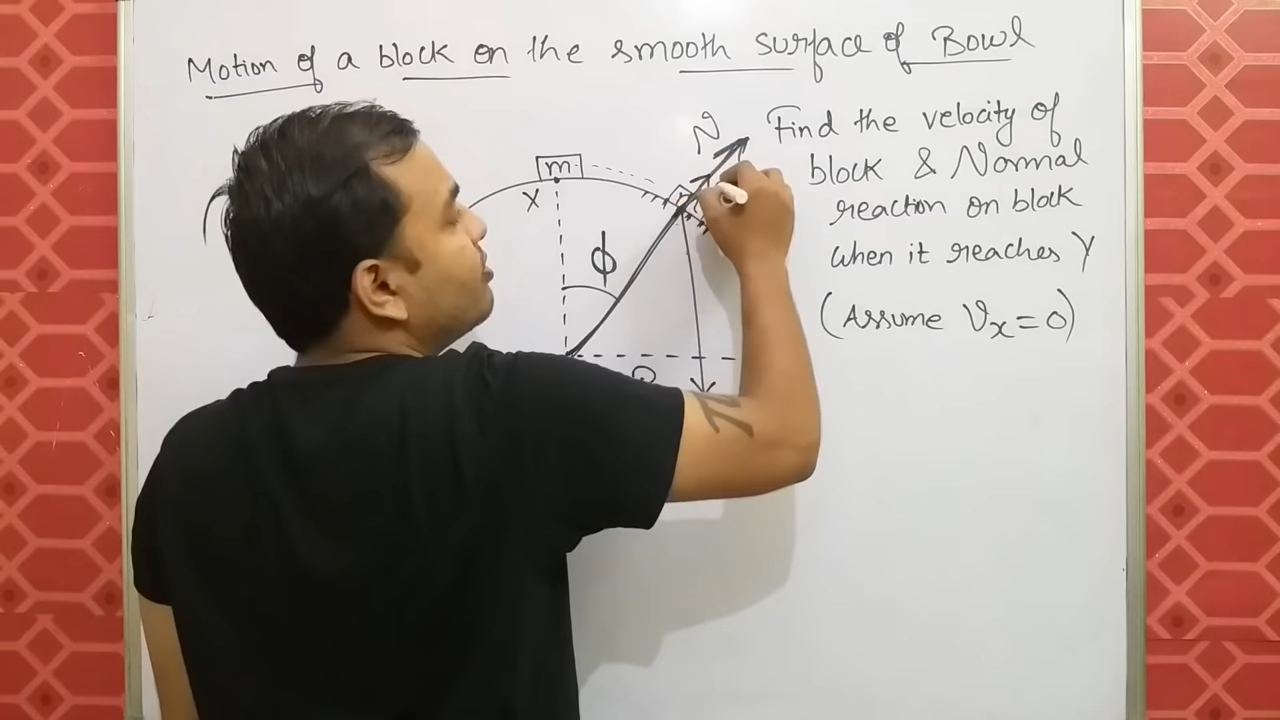 Motion of a block on the smooth surface of Bowl
N
Find the velocity of
block & Normal
reaction on block
when it reaches Y
(Assume Vx=0)
m
X
ϕ